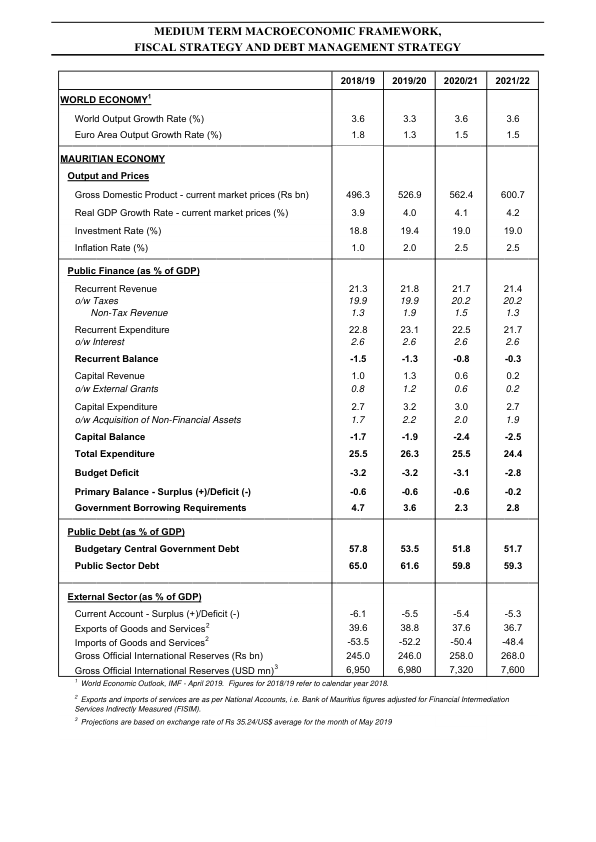 MEDIUM TERM MACROECONOMIC FRAMEWORK,
FISCAL STRATEGY AND DEBT MANAGEMENT STRATEGY
2018/19 2019/20 2020/21 2021/22
WORLD ECONOMY1
World Output Growth Rate (%) 3.6 3.3 3.6 3.6
Euro Area Output Growth Rate (%) 1.8 1.3 1.5 1.5
MAURITIAN ECONOMY
Output and Prices
Gross Domestic Product - current market prices (Rs bn) 496.3 526.9 562.4 600.7
Real GDP Growth Rate - current market prices (%) 3.9 4.0 4.1 4.2
Investment Rate (%) 18.8 19.4 19.0 19.0
Inflation Rate (%) 1.0 2.0 2.5 2.5
Public Finance (as % of GDP)
Recurrent Revenue 21.3 21.8 21.7 21.4
o/w Taxes 19.9 19.9 20.2 20.2
Non-Tax Revenue 1.3 1.9 1.5 1.3
Recurrent Expenditure 22.8 23.1 22.5 21.7
o/w Interest 2.6 2.6 2.6 2.6
Recurrent Balance -1.5 -1.3 -0.8 -0.3
Capital Revenue 1.0 1.3 0.6 0.2
o/w External Grants 0.8 1.2 0.6 0.2
Capital Expenditure 2.7 3.2 3.0 2.7
o/w Acquisition of Non-Financial Assets 1.7 2.2 2.0 1.9
Capital Balance -1.7 -1.9 -2.4 -2.5
Total Expenditure 25.5 26.3 25.5 24.4
Budget Deficit -3.2 -3.2 -3.1 -2.8
Primary Balance - Surplus (+)/Deficit (-) -0.6 -0.6 -0.6 -0.2
Government Borrowing Requirements 4.7 3.6 2.3 2.8
Public Debt (as % of GDP)
Budgetary Central Government Debt 57.8 53.5 51.8 51.7
Public Sector Debt 65.0 61.6 59.8 59.3
External Sector (as % of GDP)
Current Account - Surplus (+)/Deficit (-) -6.1 -5.5 -5.4 -5.3
Exports of Goods and Services2 39.6 38.8 37.6 36.7
Imports of Goods and Services2 -53.5 -52.2 -50.4 -48.4
Gross Official International Reserves (Rs bn) 245.0 246.0 258.0 268.0
Gross Official International Reserves (USD mn)3 6,950 6,980 7,320 7,600
1 World Economic Outlook, IMF - April 2019. Figures for 2018/19 refer to calendar year 2018.
2 Exports and imports of services are as per National Accounts, i.e. Bank of Mauritius figures adjusted for Financial Intermediation
Services Indirectly Measured (FISIM).
3 Projections are based on exchange rate of Rs 35.24/US$ average for the month of May 2019